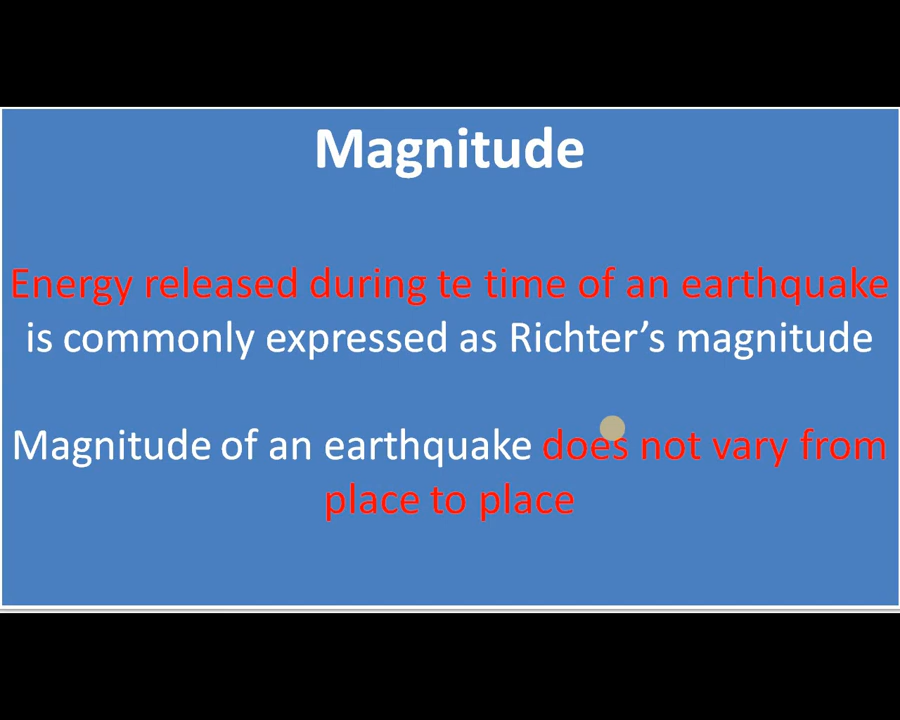 Magnitude
Energy released during te time of an earthquake
is commonly expressed as Richter’s magnitude
Magnitude of an earthquake does not vary from
place to place